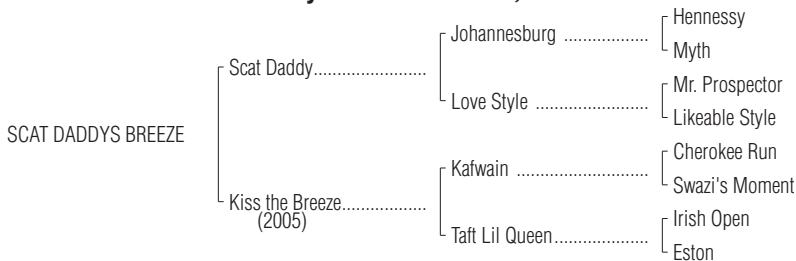 Hennessy
Johannesburg ....................
Myth
Scat Daddy........................
Mr. Prospector
Love Style ...........................
Likeable Style
SCAT DADDYS BREEZE
Cherokee Run
Kafwain ..............................
Swazi's Moment
Kiss the Breeze..................
(2005)
Irish Open
Taft Lil Queen.....................
Eston